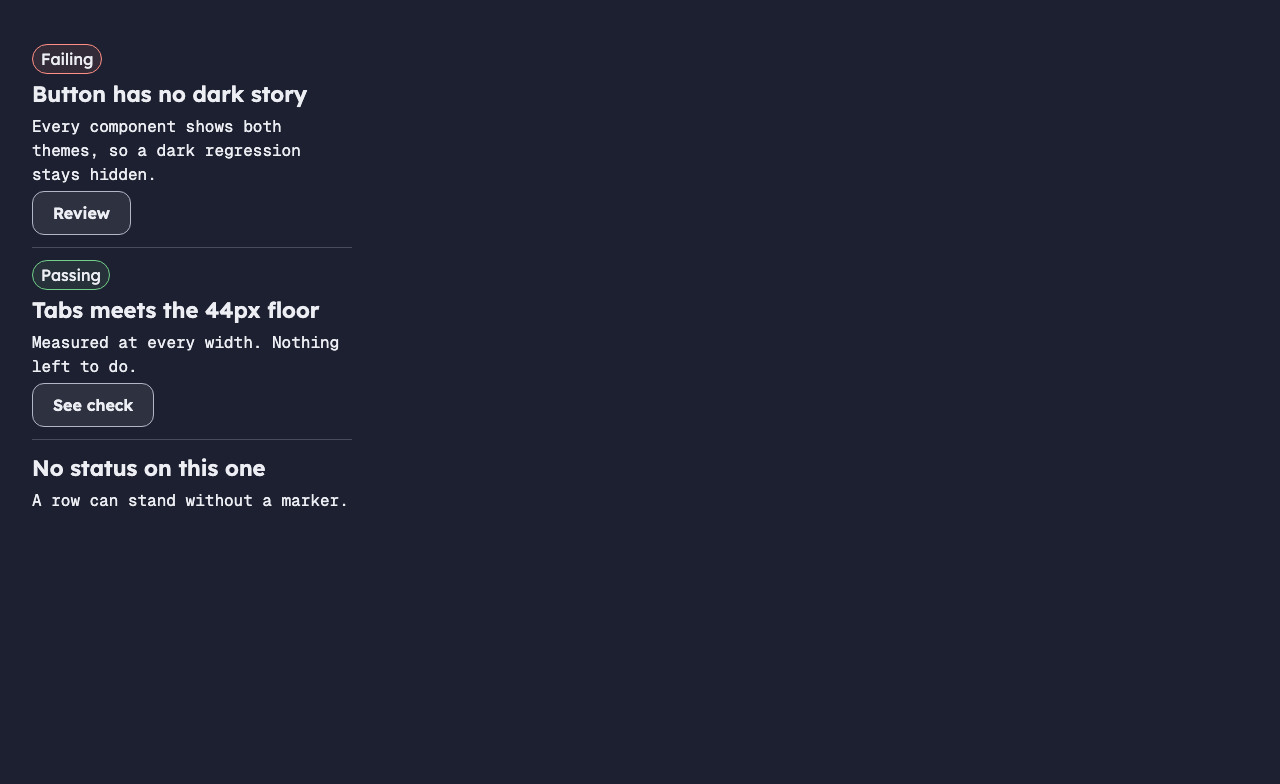 Failing
Button has no dark story
Every component shows both
themes, so a dark regression
stays hidden.
Review
Passing
Tabs meets the 44px floor
Measured at every width. Nothing
left to do.
See check
No status on this one
A row can stand without a marker.